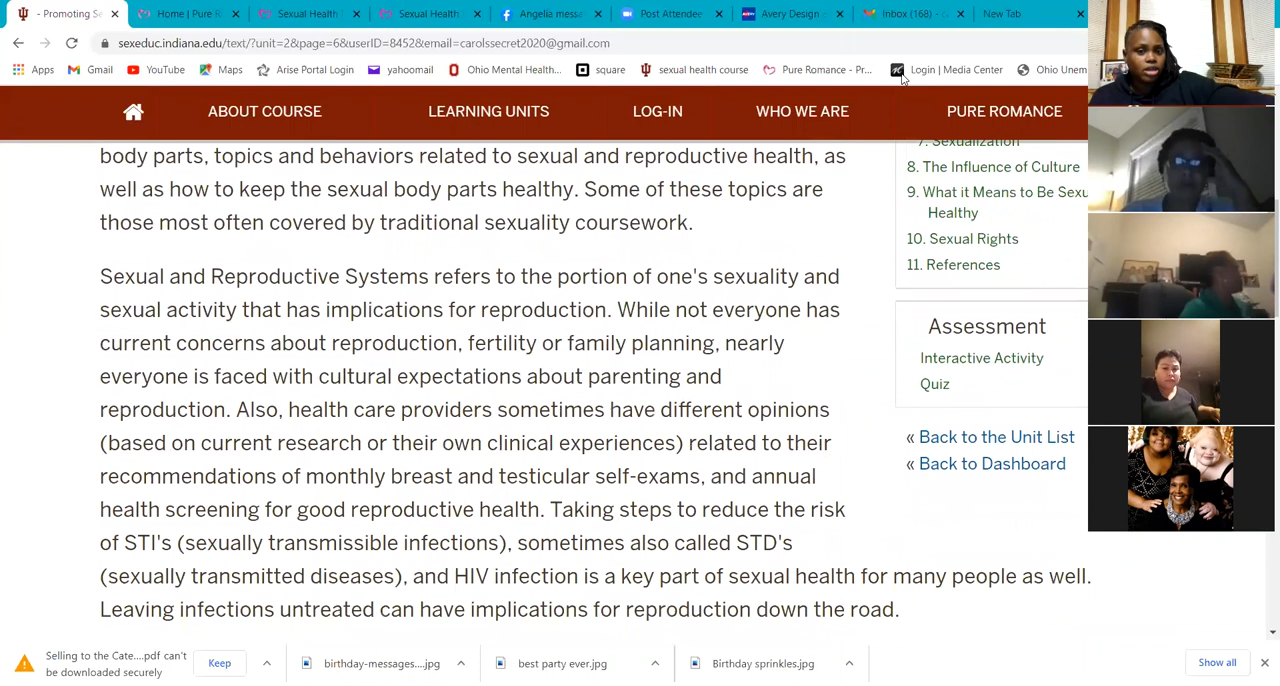 - Promoting Se
Home | Pure R
Sexual Health
Sexual Health
Angelia messa
Post Attendee
Avery Design
Inbox (168) - 
New Tab
sexeduc.indiana.edu/text/?unit=2&page=6&userID=8452&email=carolssecret2020@gmail.com
Apps
Gmail
YouTube
Maps
Arise Portal Login
yahoomail
Ohio Mental Health...
square
sexual health course
Pure Romance - Pr...
Login | Media Center
Ohio Unem
ABOUT COURSE
LEARNING UNITS
LOG-IN
WHO WE ARE
PURE ROMANCE
body parts, topics and behaviors related to sexual and reproductive health, as
well as how to keep the sexual body parts healthy. Some of these topics are
those most often covered by traditional sexuality coursework.
Sexual and Reproductive Systems refers to the portion of one's sexuality and
sexual activity that has implications for reproduction. While not everyone has
current concerns about reproduction, fertility or family planning, nearly
everyone is faced with cultural expectations about parenting and
reproduction. Also, health care providers sometimes have different opinions
(based on current research or their own clinical experiences) related to their
recommendations of monthly breast and testicular self-exams, and annual
health screening for good reproductive health. Taking steps to reduce the risk
of STI's (sexually transmissible infections), sometimes also called STD's
(sexually transmitted diseases), and HIV infection is a key part of sexual health for many people as well.
Leaving infections untreated can have implications for reproduction down the road.
7. Sexualization
8. The Influence of Culture
9. What it Means to Be Sexu
Healthy
10. Sexual Rights
11. References
Assessment
Interactive Activity
Quiz
« Back to the Unit List
« Back to Dashboard
Selling to the Cate....pdf can't
be downloaded securely
Keep
birthday-messages....jpg
best party ever.jpg
Birthday sprinkles.jpg
Show all